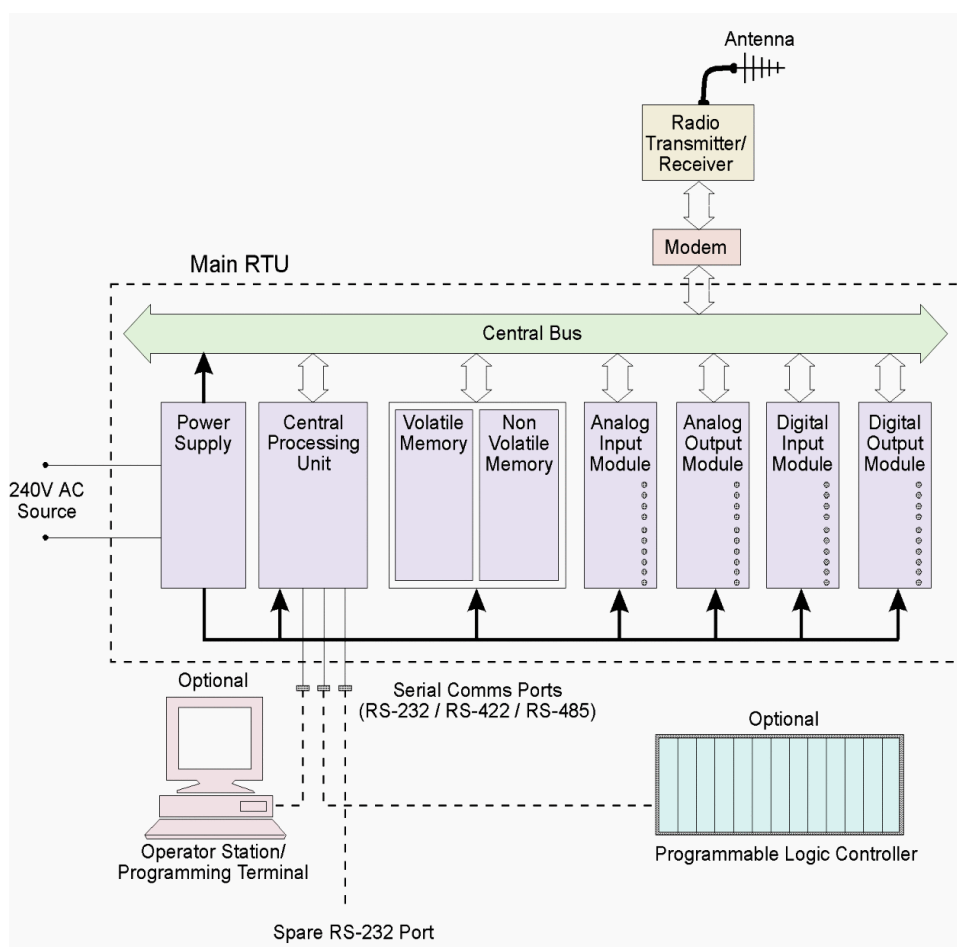 Antenna
Radio
Transmitter/
Receiver
Modem
Main RTU
Central Bus
Power
Supply
Central
Processing
Unit
Volatile
Memory
Non
Volatile
Memory
Analog
Input
Module
Analog
Output
Module
Digital
Input
Module
Digital
Output
Module
240V AC
Source
Optional
Serial Comms Ports
(RS-232 / RS-422 / RS-485)
Optional
Operator Station/
Programming Terminal
Programmable Logic Controller
Spare RS-232 Port